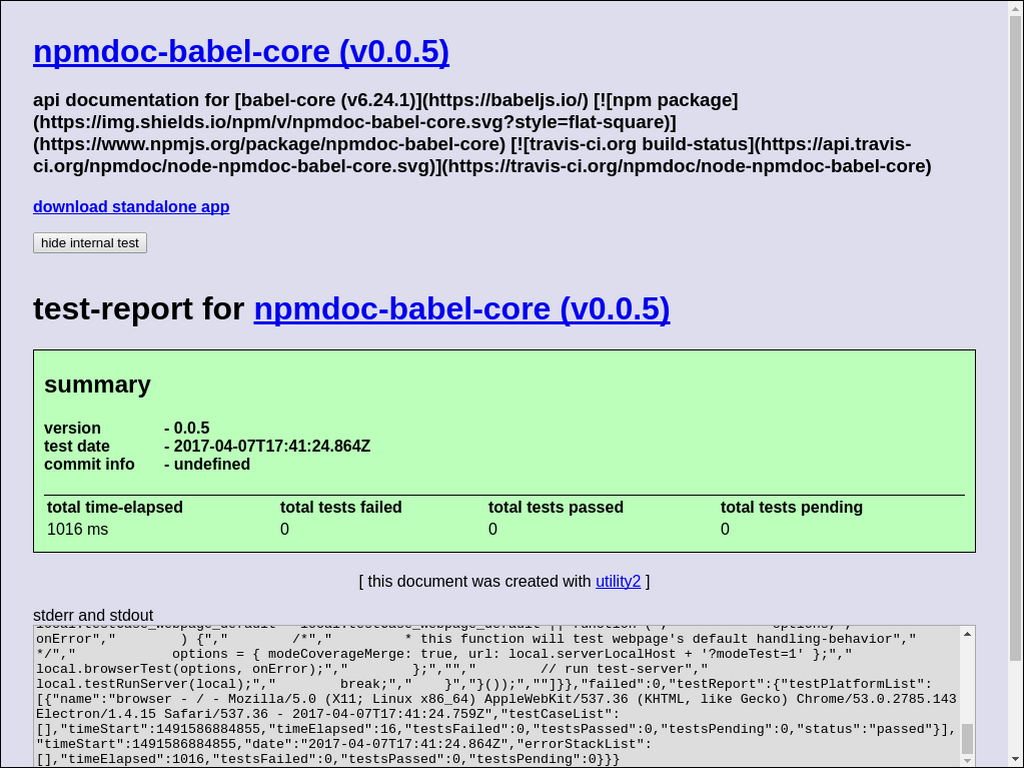 npmdoc-babel-core (v0.0.5)
api documentation for [babel-core (v6.24.1)](https://babeljs.io/) [![npm package]
(https://img.shields.io/npm/v/npmdoc-babel-core.svg?style=flat-square)]
(https://www.npmjs.org/package/npmdoc-babel-core) [![travis-ci.org build-status](https://api.travis-
ci.org/npmdoc/node-npmdoc-babel-core.svg)](https://travis-ci.org/npmdoc/node-npmdoc-babel-core)
download standalone app
hide internal test
test-report for npmdoc-babel-core (v0.0.5)
summary
version - 0.0.5
test date - 2017-04-07T17:41:24.864Z
commit info - undefined
total time-elapsed total tests failed total tests passed total tests pending
1016 ms 0 0 0
[ this document was created with utility2 ]
stderr and stdout
onError","        ) {","        /*","         * this function will test webpage's default handling-behavior","
*/","            options = { modeCoverageMerge: true, url: local.serverLocalHost + '?modeTest=1' };","
local.browserTest(options, onError);","        };","","        // run test-server","
local.testRunServer(local);","        break;","    }","}());",""]}},"failed":0,"testReport":{"testPlatformList":
[{"name":"browser - / - Mozilla/5.0 (X11; Linux x86_64) AppleWebKit/537.36 (KHTML, like Gecko) Chrome/53.0.2785.143
Electron/1.4.15 Safari/537.36 - 2017-04-07T17:41:24.759Z","testCaseList":
[],"timeStart":1491586884855,"timeElapsed":16,"testsFailed":0,"testsPassed":0,"testsPending":0,"status":"passed"}],
"timeStart":1491586884855,"date":"2017-04-07T17:41:24.864Z","errorStackList":
[],"timeElapsed":1016,"testsFailed":0,"testsPassed":0,"testsPending":0}}}